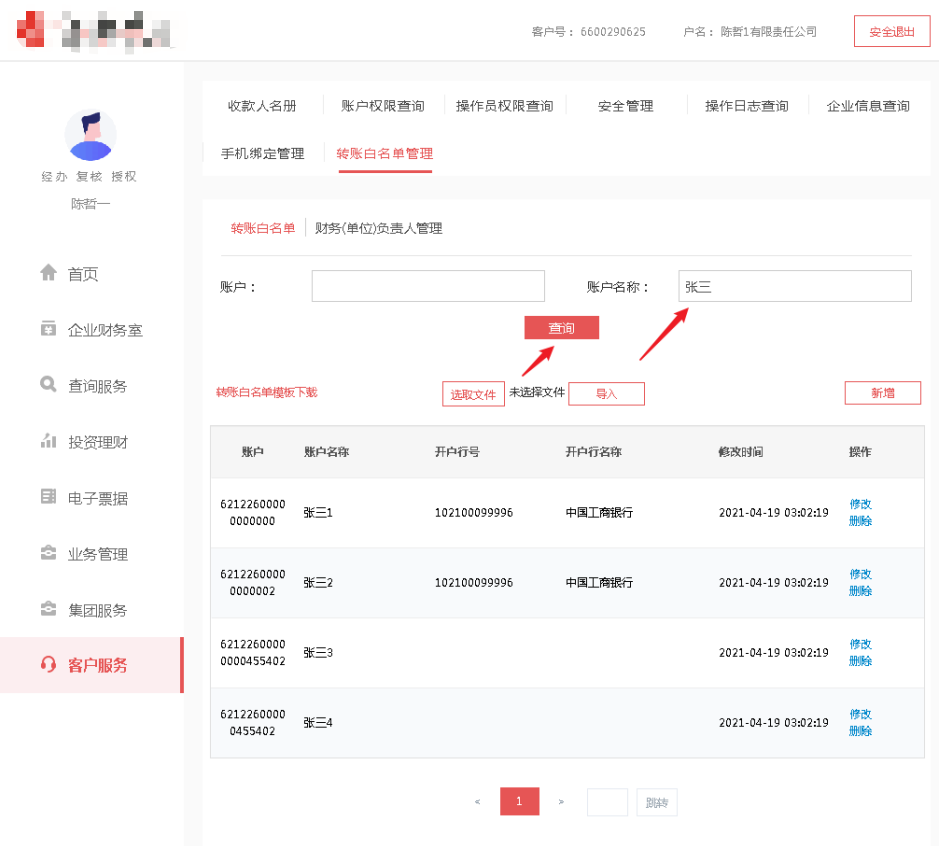 客户号： 6600290625 户名： 陈哲1有限责任公司 安全退出
收款人名册 账户权限查询 操作员权限查询 安全管理 操作日志查询 企业信息查询
手机绑定管理 转账白名单管理
经办 复核 授权
陈哲一
首页
企业财务室
查询服务
投资理财
电子票据
业务管理
集团服务
客户服务
转账白名单 财务(单位)负责人管理
账户： 账户名称： 张三
查询
转账白名单模板下载 选取文件 未选择文件 导入 新增
账户 账户名称 开户行号 开户行名称 修改时间 操作
6212260000
0000000 张三1 102100099996 中国工商银行 2021-04-19 03:02:19 修改
删除
6212260000
0000002 张三2 102100099996 中国工商银行 2021-04-19 03:02:19 修改
删除
6212260000
0000455402 张三3 2021-04-19 03:02:19 修改
删除
6212260000
0455402 张三4 2021-04-19 03:02:19 修改
删除
< 1 > 跳转